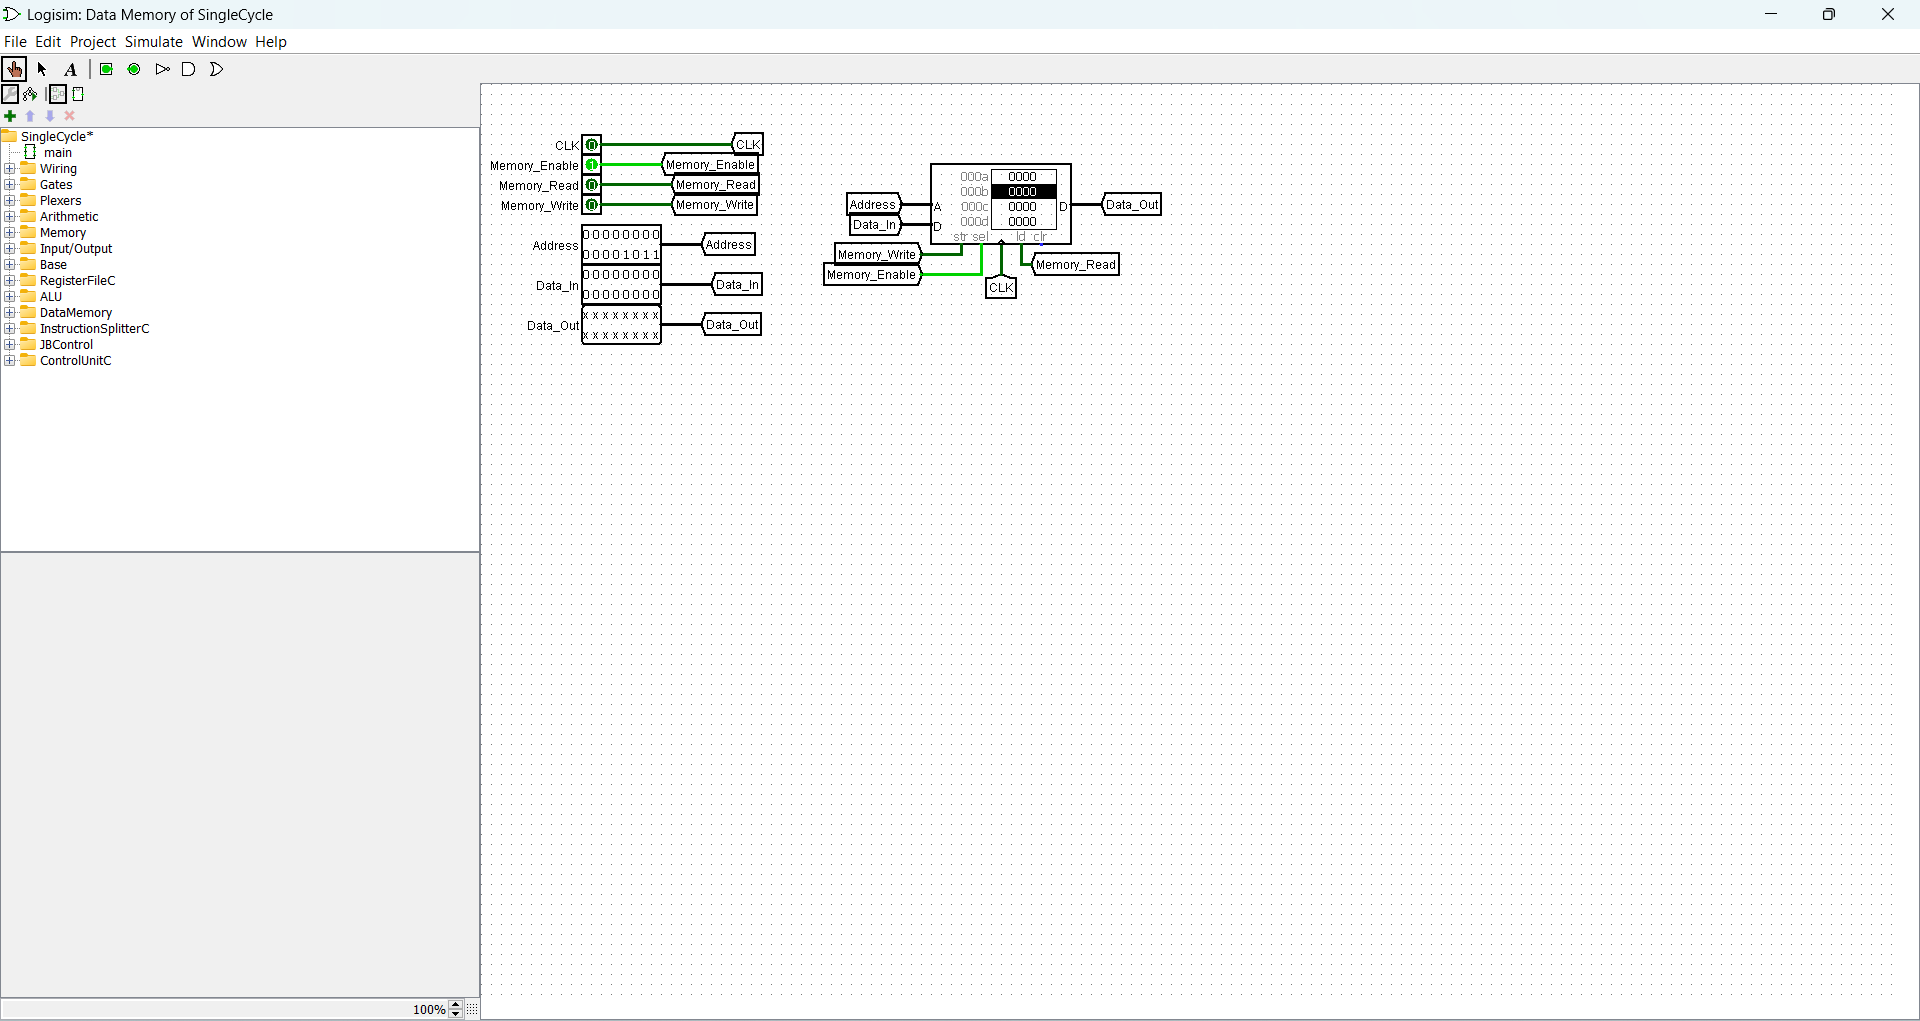 Logisim: Data Memory of SingleCycle
File Edit Project Simulate Window Help
A
SingleCycle*
main
Wiring
Gates
Plexers
Arithmetic
Memory
Input/Output
Base
RegisterFileC
ALU
DataMemory
InstructionSplitterC
JBControl
ControlUnitC
100%
CLK 0 CLK
Memory_Enable 1 Memory_Enable
Memory_Read 0 Memory_Read
Memory_Write 0 Memory_Write
Address 00000000 Address
00001011
Data_In 00000000 Data_In
00000000
Data_Out xxxxxxxx Data_Out
xxxxxxxx
000a 0000
000b 0000
Address A 000c 0000 D Data_Out
Data_In D 000d 0000
str sel ld clr
Memory_Write
Memory_Enable
Memory_Read
CLK